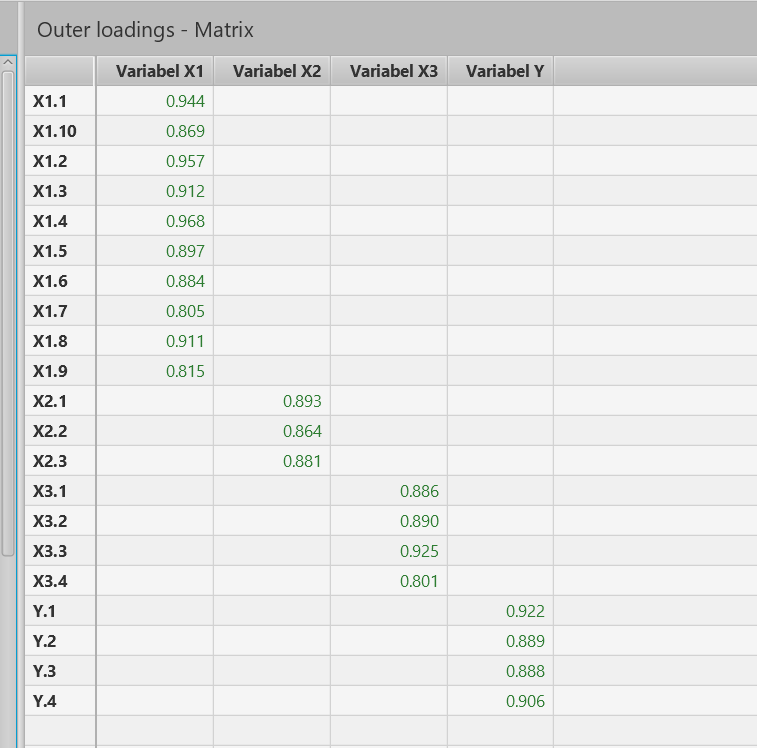 Outer loadings - Matrix
Variabel X1 Variabel X2 Variabel X3 Variabel Y
X1.1 0.944
X1.10 0.869
X1.2 0.957
X1.3 0.912
X1.4 0.968
X1.5 0.897
X1.6 0.884
X1.7 0.805
X1.8 0.911
X1.9 0.815
X2.1 0.893
X2.2 0.864
X2.3 0.881
X3.1 0.886
X3.2 0.890
X3.3 0.925
X3.4 0.801
Y.1 0.922
Y.2 0.889
Y.3 0.888
Y.4 0.906